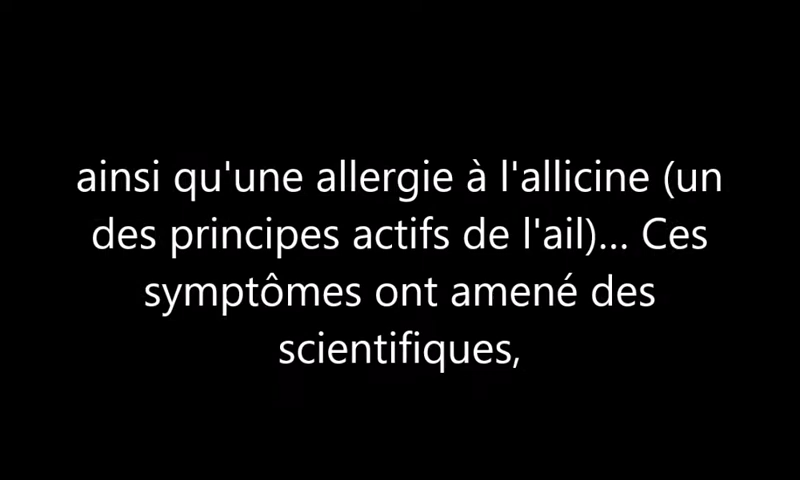 ainsi qu'une allergie à l'allicine (un
des principes actifs de l'ail)... Ces
symptômes ont amené des
scientifiques,